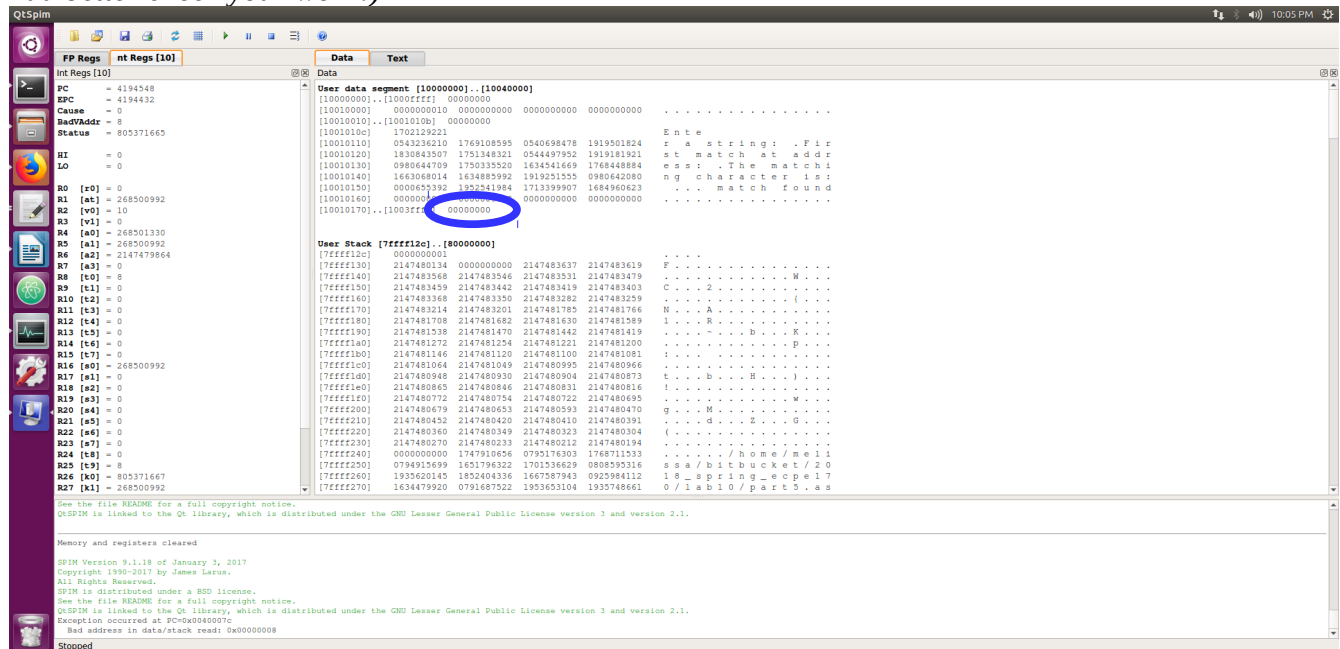 QtSpim
10:05 PM
FP Regs
nt Regs [10]
Data
Text
Int Regs [10]
PC = 4194548
EPC = 4194432
Cause = 0
BadVAddr = 8
Status = 805371665
HI = 0
LO = 0
R0 [r0] = 0
R1 [at] = 268500992
R2 [v0] = 10
R3 [v1] = 0
R4 [a0] = 268501330
R5 [a1] = 268500992
R6 [a2] = 2147479864
R7 [a3] = 0
R8 [t0] = 8
R9 [t1] = 0
R10 [t2] = 0
R11 [t3] = 0
R12 [t4] = 0
R13 [t5] = 0
R14 [t6] = 0
R15 [t7] = 0
R16 [s0] = 268500992
R17 [s1] = 0
R18 [s2] = 0
R19 [s3] = 0
R20 [s4] = 0
R21 [s5] = 0
R22 [s6] = 0
R23 [s7] = 0
R24 [t8] = 0
R25 [t9] = 8
R26 [k0] = 805371667
R27 [k1] = 268500992
Data
User data segment [10000000]..[10040000]
[10000000]..[1000ffff] 00000000
[10010000] 0000000010 0000000000 0000000000 0000000000 . . . . . . . . . . . . . . . .
[10010010]..[1001010b] 00000000
[1001010c] 1702129221 E n t e
[10010110] 0543236210 1769108595 0540698478 1919501824 r a s t r i n g : . F i r
[10010120] 1830843507 1751348321 0544497952 1919181921 s t m a t c h a t a d d r
[10010130] 0980644709 1750335520 1634541669 1768448884 e s s : . T h e m a t c h i
[10010140] 1663068014 1634885992 1919251555 0980642080 n g c h a r a c t e r i s :
[10010150] 0000655392 1952541984 1713399907 1684960623 . . . m a t c h f o u n d
[10010160] 0000000000 0000000000 . . . . . . . . . . . . . . . .
[10010170]..[1003fff 00000000
User Stack [7ffff12c]..[80000000]
[7ffff12c] 0000000001 . . . .
[7ffff130] 2147480134 0000000000 2147483637 2147483619 F . . . . . . . . . . . . . . .
[7ffff140] 2147483568 2147483546 2147483531 2147483479 . . . . . . . . . . . . W . . .
[7ffff150] 2147483459 2147483442 2147483419 2147483403 C . . . 2 . . . . . . . . . . .
[7ffff160] 2147483368 2147483350 2147483282 2147483259 . . . . . . . . . . . . { . . .
[7ffff170] 2147483214 2147483201 2147481785 2147481766 N . . . A . . . . . . . . . . .
[7ffff180] 2147481708 2147481682 2147481630 2147481589 l . . . R . . . . . . . . . . .
[7ffff190] 2147481538 2147481470 2147481442 2147481419 . . . . ~ . . . b . . . K . . .
[7ffff1a0] 2147481272 2147481254 2147481221 2147481200 . . . . . . . . . . . . p . . .
[7ffff1b0] 2147481146 2147481120 2147481100 2147481081 : . . . . . . . . . . . . . . .
[7ffff1c0] 2147481064 2147481049 2147480995 2147480966 . . . . . . . . . . . . . . . .
[7ffff1d0] 2147480948 2147480930 2147480904 2147480873 t . . . b . . . H . . . ) . . .
[7ffff1e0] 2147480865 2147480846 2147480831 2147480816 ! . . . . . . . . . . . . . . .
[7ffff1f0] 2147480772 2147480754 2147480722 2147480695 . . . . . . . . . . . . w . . .
[7ffff200] 2147480679 2147480653 2147480593 2147480470 g . . . M . . . . . . . . . . .
[7ffff210] 2147480452 2147480420 2147480410 2147480391 . . . . d . . . Z . . . G . . .
[7ffff220] 2147480360 2147480349 2147480323 2147480304 ( . . . . . . . . . . . . . . .
[7ffff230] 2147480270 2147480233 2147480212 2147480194 . . . . . . . . . . . . . . . .
[7ffff240] 0000000000 1747910656 0795176303 1768711533 . . . . . . / h o m e / m e l i
[7ffff250] 0794915699 1651796322 1701536629 0808595316 s s a / b i t b u c k e t / 2 0
[7ffff260] 1935620145 1852404336 1667587943 0925984112 1 8 _ s p r i n g _ e c p e 1 7
[7ffff270] 1634479920 0791687522 1953653104 1935748661 0 / l a b 1 0 / p a r t 5 . a s
See the file README for a full copyright notice.
QtSPIM is linked to the Qt library, which is distributed under the GNU Lesser General Public License version 3 and version 2.1.
Memory and registers cleared
SPIM Version 9.1.18 of January 3, 2017
Copyright 1990-2017 by James Larus.
All Rights Reserved.
SPIM is distributed under a BSD license.
See the file README for a full copyright notice.
QtSPIM is linked to the Qt library, which is distributed under the GNU Lesser General Public License version 3 and version 2.1.
Exception occurred at PC=0x0040007c
Bad address in data/stack read: 0x00000008
Stopped